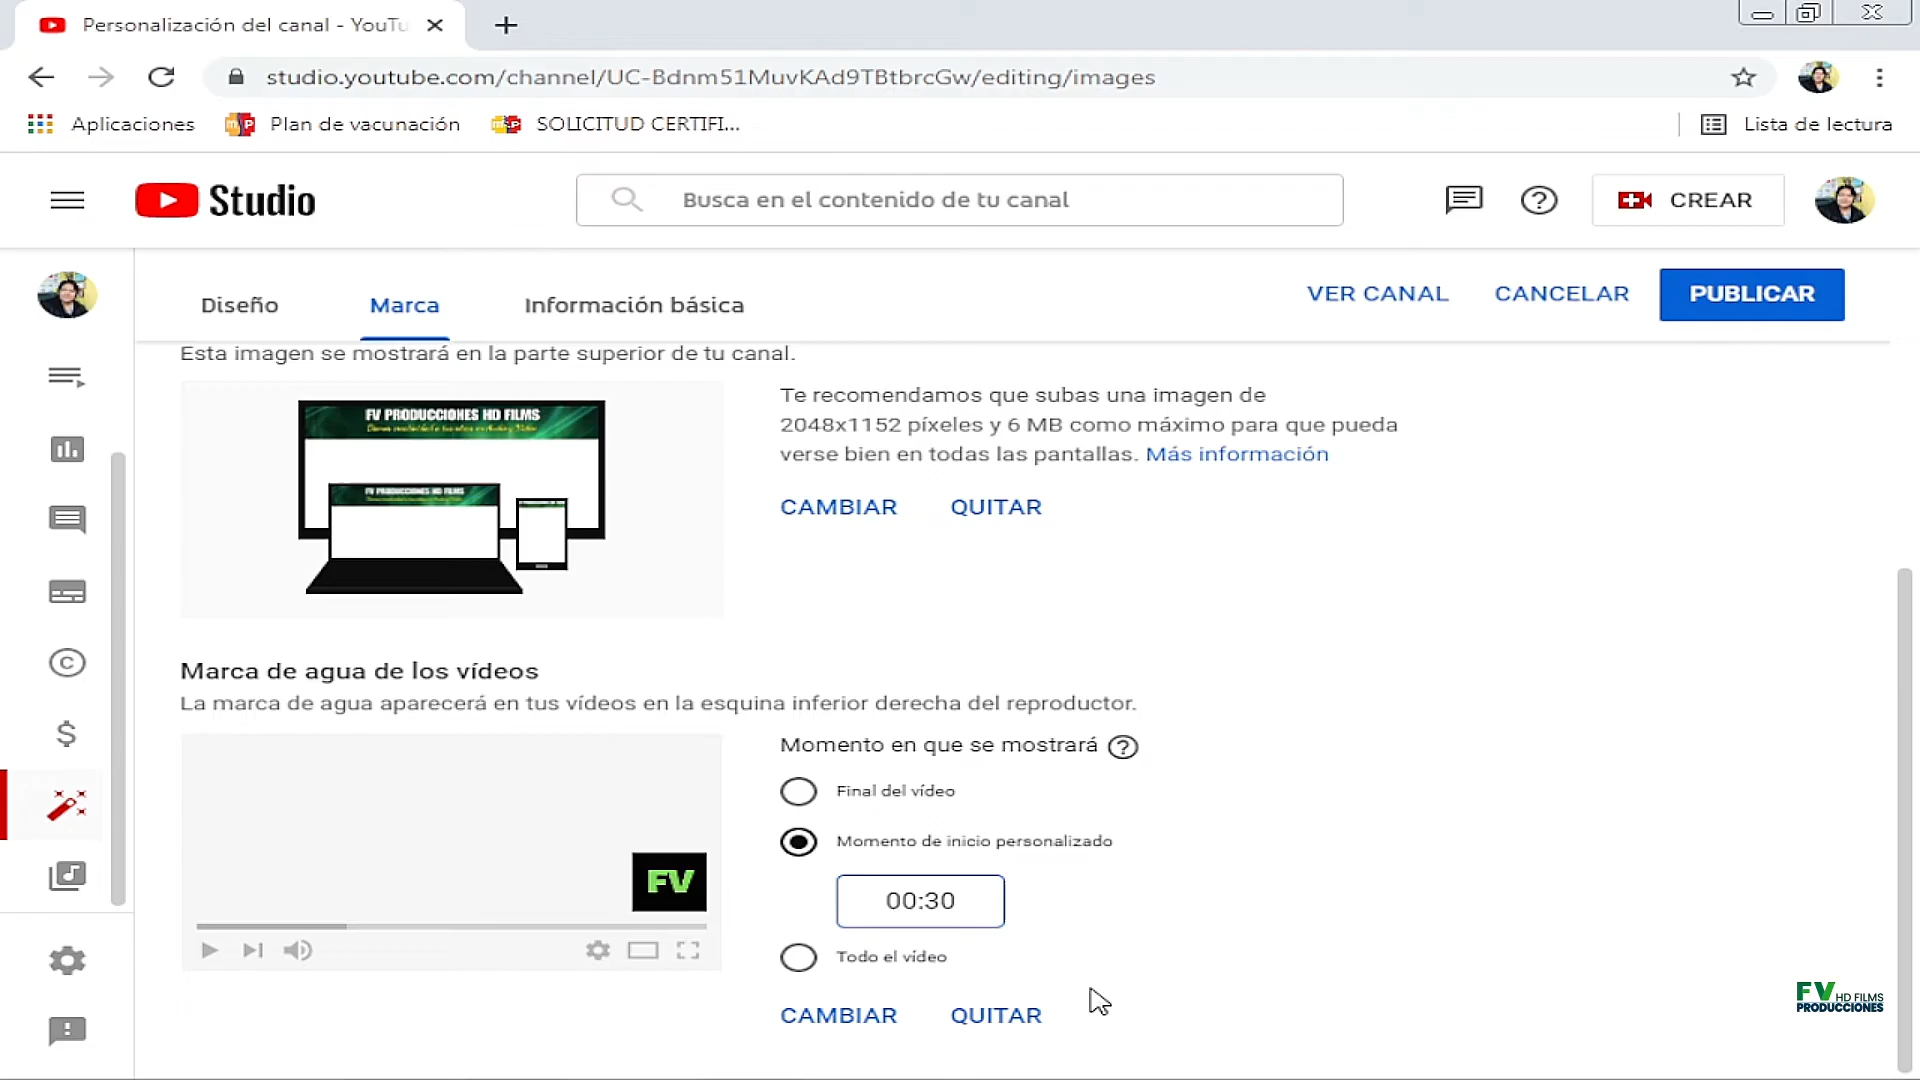 Personalización del canal - YouTu
studio.youtube.com/channel/UC-Bdnm51MuvKAd9TBtbrcGw/editing/images
Aplicaciones
Plan de vacunación
SOLICITUD CERTIFI...
Lista de lectura
Studio
Busca en el contenido de tu canal
CREAR
Diseño
Marca
Información básica
VER CANAL
CANCELAR
PUBLICAR
Esta imagen se mostrará en la parte superior de tu canal.
FV PRODUCCIONES HD FILMS
FV PRODUCCIONES HD FILMS
Te recomendamos que subas una imagen de
2048x1152 píxeles y 6 MB como máximo para que pueda
verse bien en todas las pantallas. Más información
CAMBIAR
QUITAR
Marca de agua de los vídeos
La marca de agua aparecerá en tus vídeos en la esquina inferior derecha del reproductor.
FV
Momento en que se mostrará
Final del vídeo
Momento de inicio personalizado
00:30
Todo el vídeo
CAMBIAR
QUITAR
FV HD FILMS
PRODUCCIONES